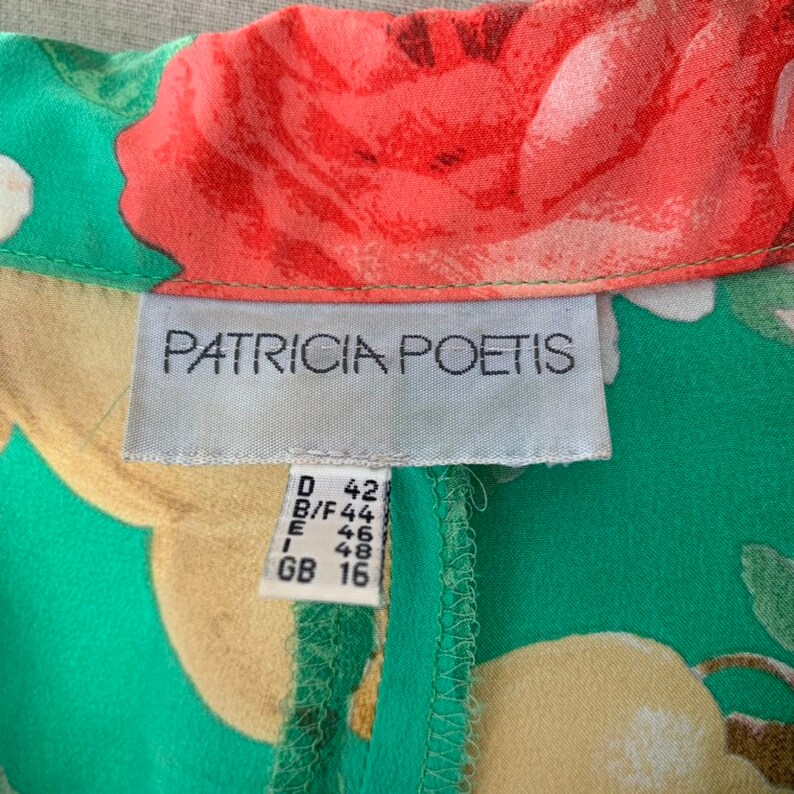 PATRICIA POETIS
D 42
B/F 44
E 46
I 48
GB 16